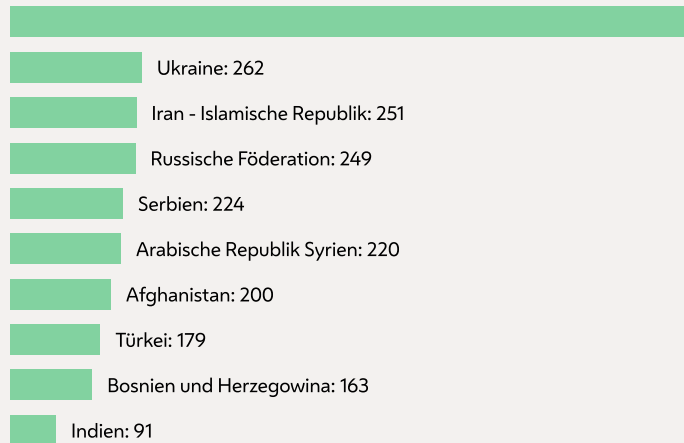 Ukraine: 262
Iran - Islamische Republik: 251
Russische Föderation: 249
Serbien: 224
Arabische Republik Syrien: 220
Afghanistan: 200
Türkei: 179
Bosnien und Herzegowina: 163
Indien: 91